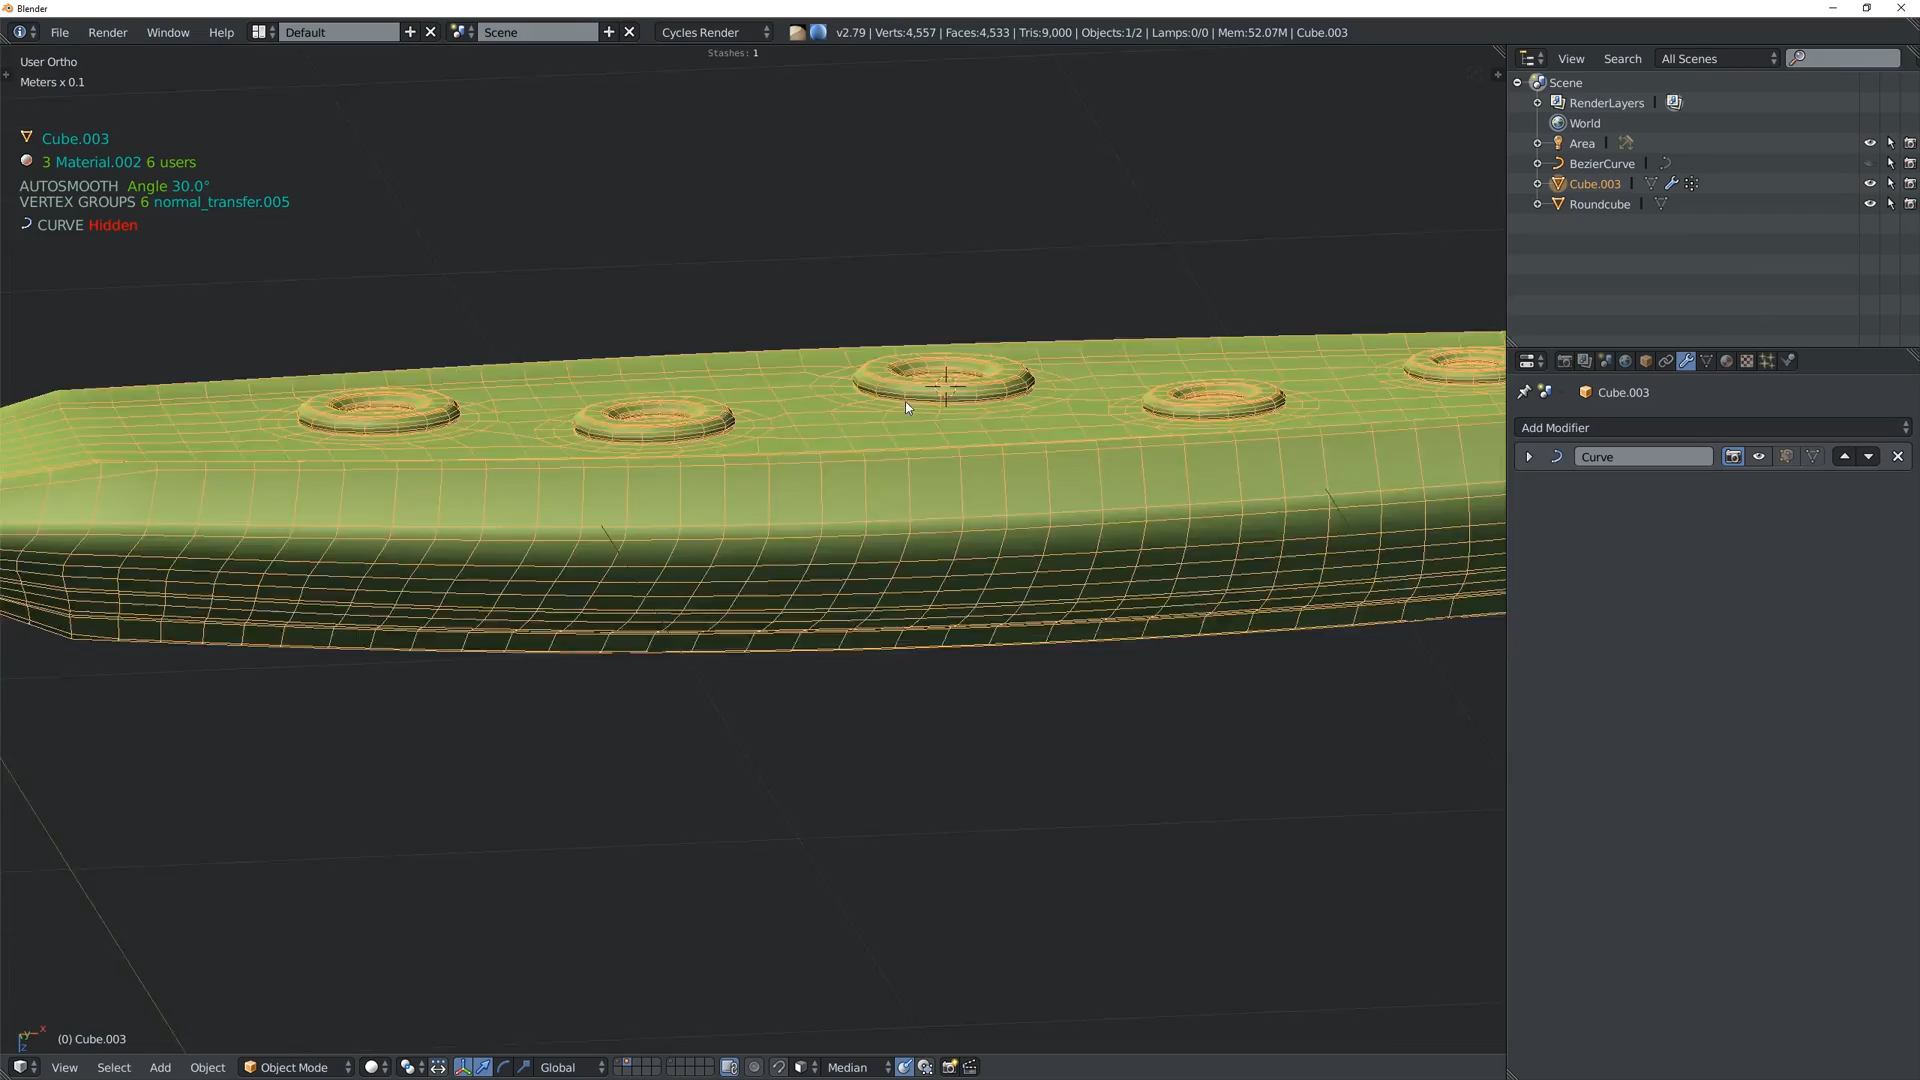 Blender
File Render Window Help Default Scene Cycles Render v2.79 | Verts:4,557 | Faces:4,533 | Tris:9,000 | Objects:1/2 | Lamps:0/0 | Mem:52.07M | Cube.003
Stashes: 1
User Ortho
Meters x 0.1
Cube.003
3 Material.002 6 users
AUTOSMOOTH Angle 30.0°
VERTEX GROUPS 6 normal_transfer.005
CURVE Hidden
View Search All Scenes
Scene
RenderLayers
World
Area
BezierCurve
Cube.003
Roundcube
Cube.003
Add Modifier
Curve
x
z
(0) Cube.003
View Select Add Object Object Mode Global Median